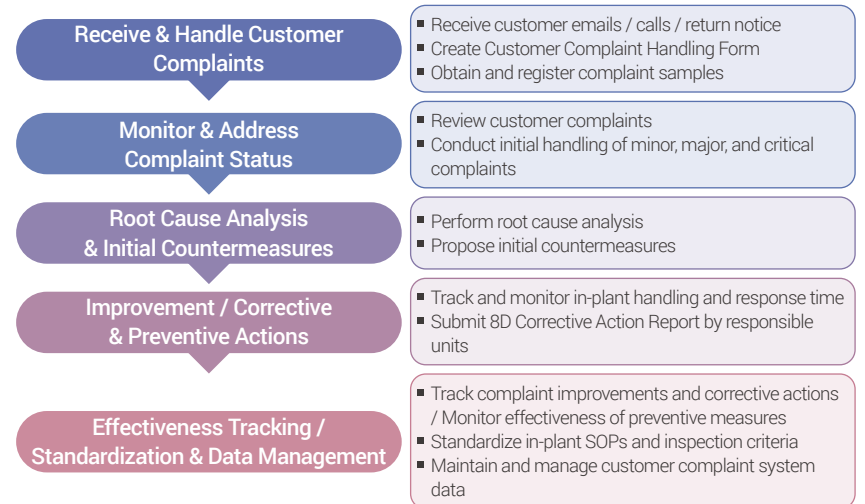 Receive & Handle Customer
Complaints
■ Receive customer emails / calls / return notice
■ Create Customer Complaint Handling Form
■ Obtain and register complaint samples
Monitor & Address
Complaint Status
■ Review customer complaints
■ Conduct initial handling of minor, major, and critical
complaints
Root Cause Analysis
& Initial Countermeasures
■ Perform root cause analysis
■ Propose initial countermeasures
Improvement / Corrective
& Preventive Actions
■ Track and monitor in-plant handling and response time
■ Submit 8D Corrective Action Report by responsible
units
Effectiveness Tracking /
Standardization & Data Management
■ Track complaint improvements and corrective actions
/ Monitor effectiveness of preventive measures
■ Standardize in-plant SOPs and inspection criteria
■ Maintain and manage customer complaint system
data